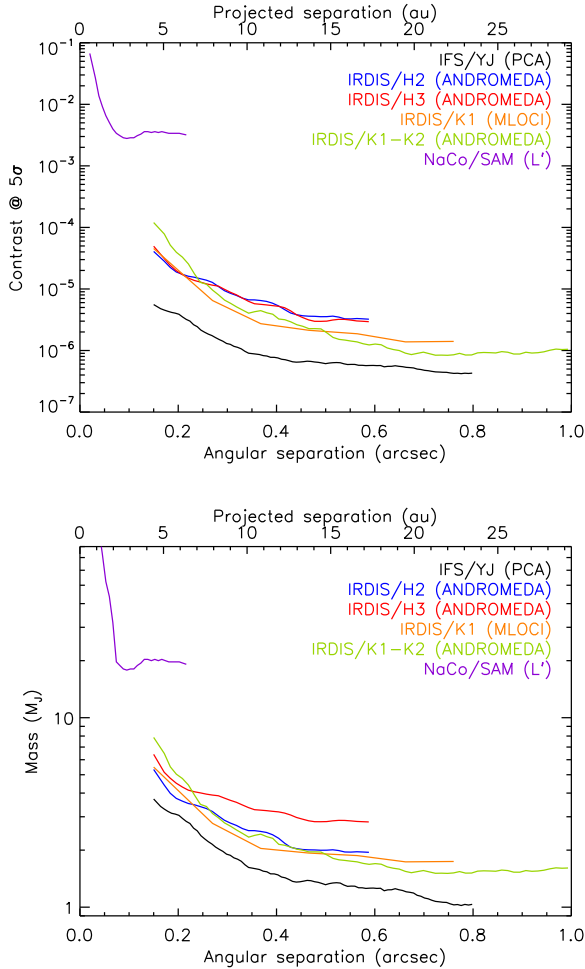 Projected separation (au)
0 5 10 15 20 25
10⁻¹
10⁻²
10⁻³
10⁻⁴
10⁻⁵
10⁻⁶
10⁻⁷
Contrast @ 5σ
IFS/YJ (PCA)
IRDIS/H2 (ANDROMEDA)
IRDIS/H3 (ANDROMEDA)
IRDIS/K1 (MLOCI)
IRDIS/K1−K2 (ANDROMEDA)
NaCo/SAM (L')
0.0 0.2 0.4 0.6 0.8 1.0
Angular separation (arcsec)
Projected separation (au)
0 5 10 15 20 25
10
1
Mass (M_J)
IFS/YJ (PCA)
IRDIS/H2 (ANDROMEDA)
IRDIS/H3 (ANDROMEDA)
IRDIS/K1 (MLOCI)
IRDIS/K1−K2 (ANDROMEDA)
NaCo/SAM (L')
0.0 0.2 0.4 0.6 0.8 1.0
Angular separation (arcsec)